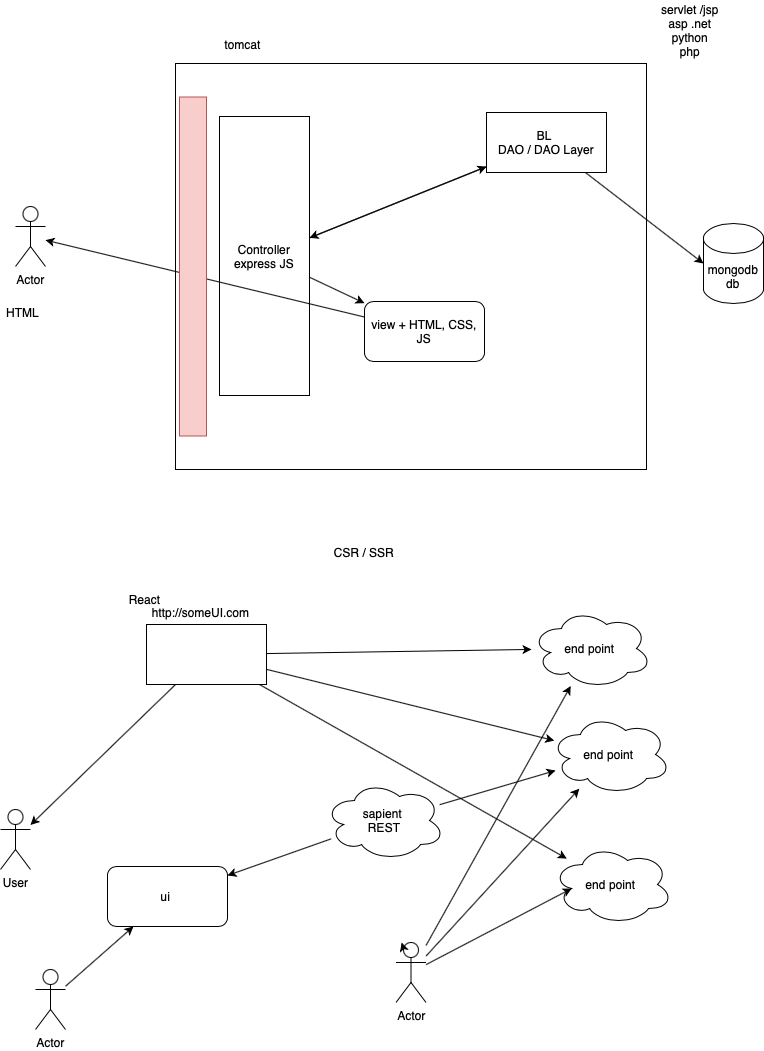 servlet /jsp
asp .net
python
php
tomcat
BL
DAO / DAO Layer
Controller
express JS
Actor
mongodb
db
HTML
view + HTML, CSS,
JS
CSR / SSR
React
http://someUI.com
end point
end point
sapient
REST
User
ui
end point
Actor
Actor